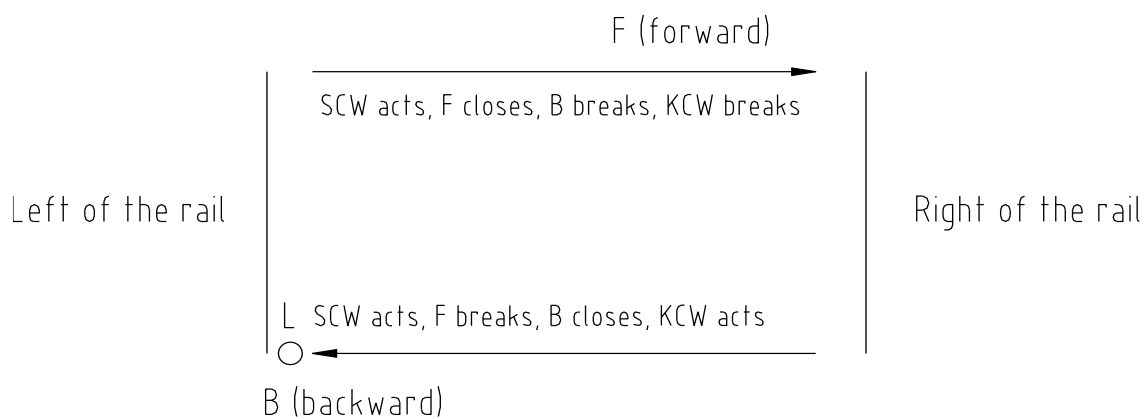 F (forward)
SCW acts, F closes, B breaks, KCW breaks
Left of the rail
Right of the rail
L
SCW acts, F breaks, B closes, KCW acts
B (backward)